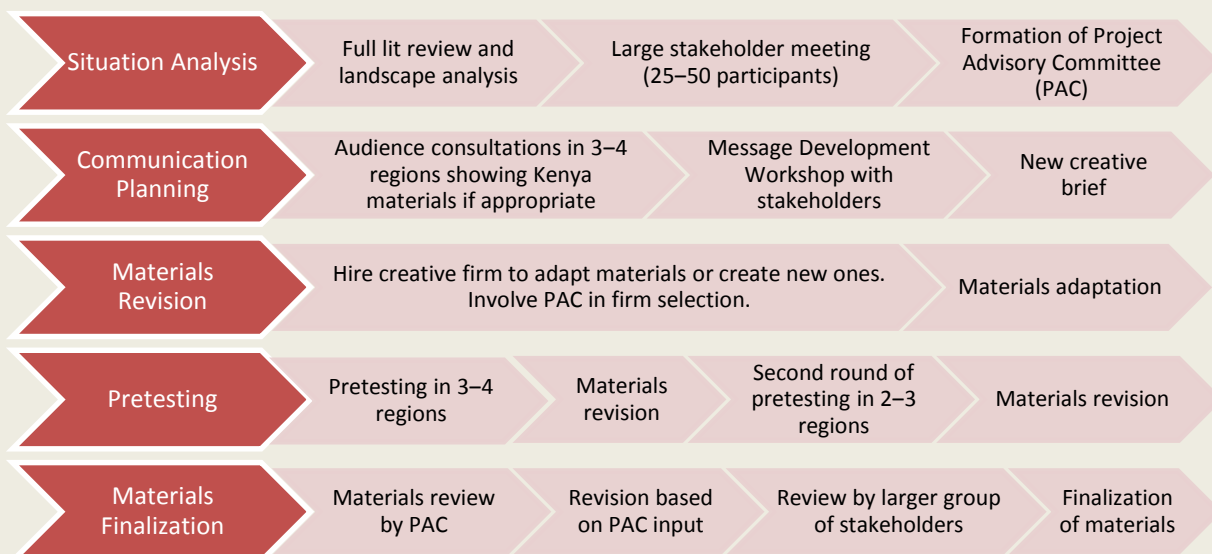 Situation Analysis
Full lit review and
landscape analysis
Large stakeholder meeting
(25–50 participants)
Formation of Project
Advisory Committee
(PAC)
Communication
Planning
Audience consultations in 3–4
regions showing Kenya
materials if appropriate
Message Development
Workshop with
stakeholders
New creative
brief
Materials
Revision
Hire creative firm to adapt materials or create new ones.
Involve PAC in firm selection.
Materials adaptation
Pretesting
Pretesting in 3–4
regions
Materials
revision
Second round of
pretesting in 2–3
regions
Materials revision
Materials
Finalization
Materials review
by PAC
Revision based
on PAC input
Review by larger group
of stakeholders
Finalization
of materials